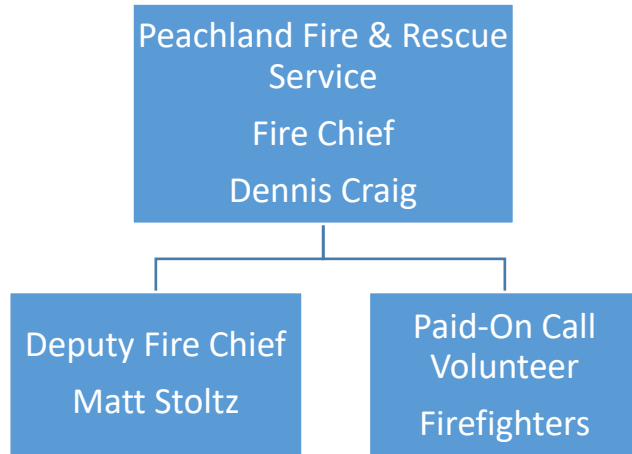 Peachland Fire & Rescue
Service
Fire Chief
Dennis Craig
Deputy Fire Chief
Matt Stoltz
Paid-On Call
Volunteer
Firefighters